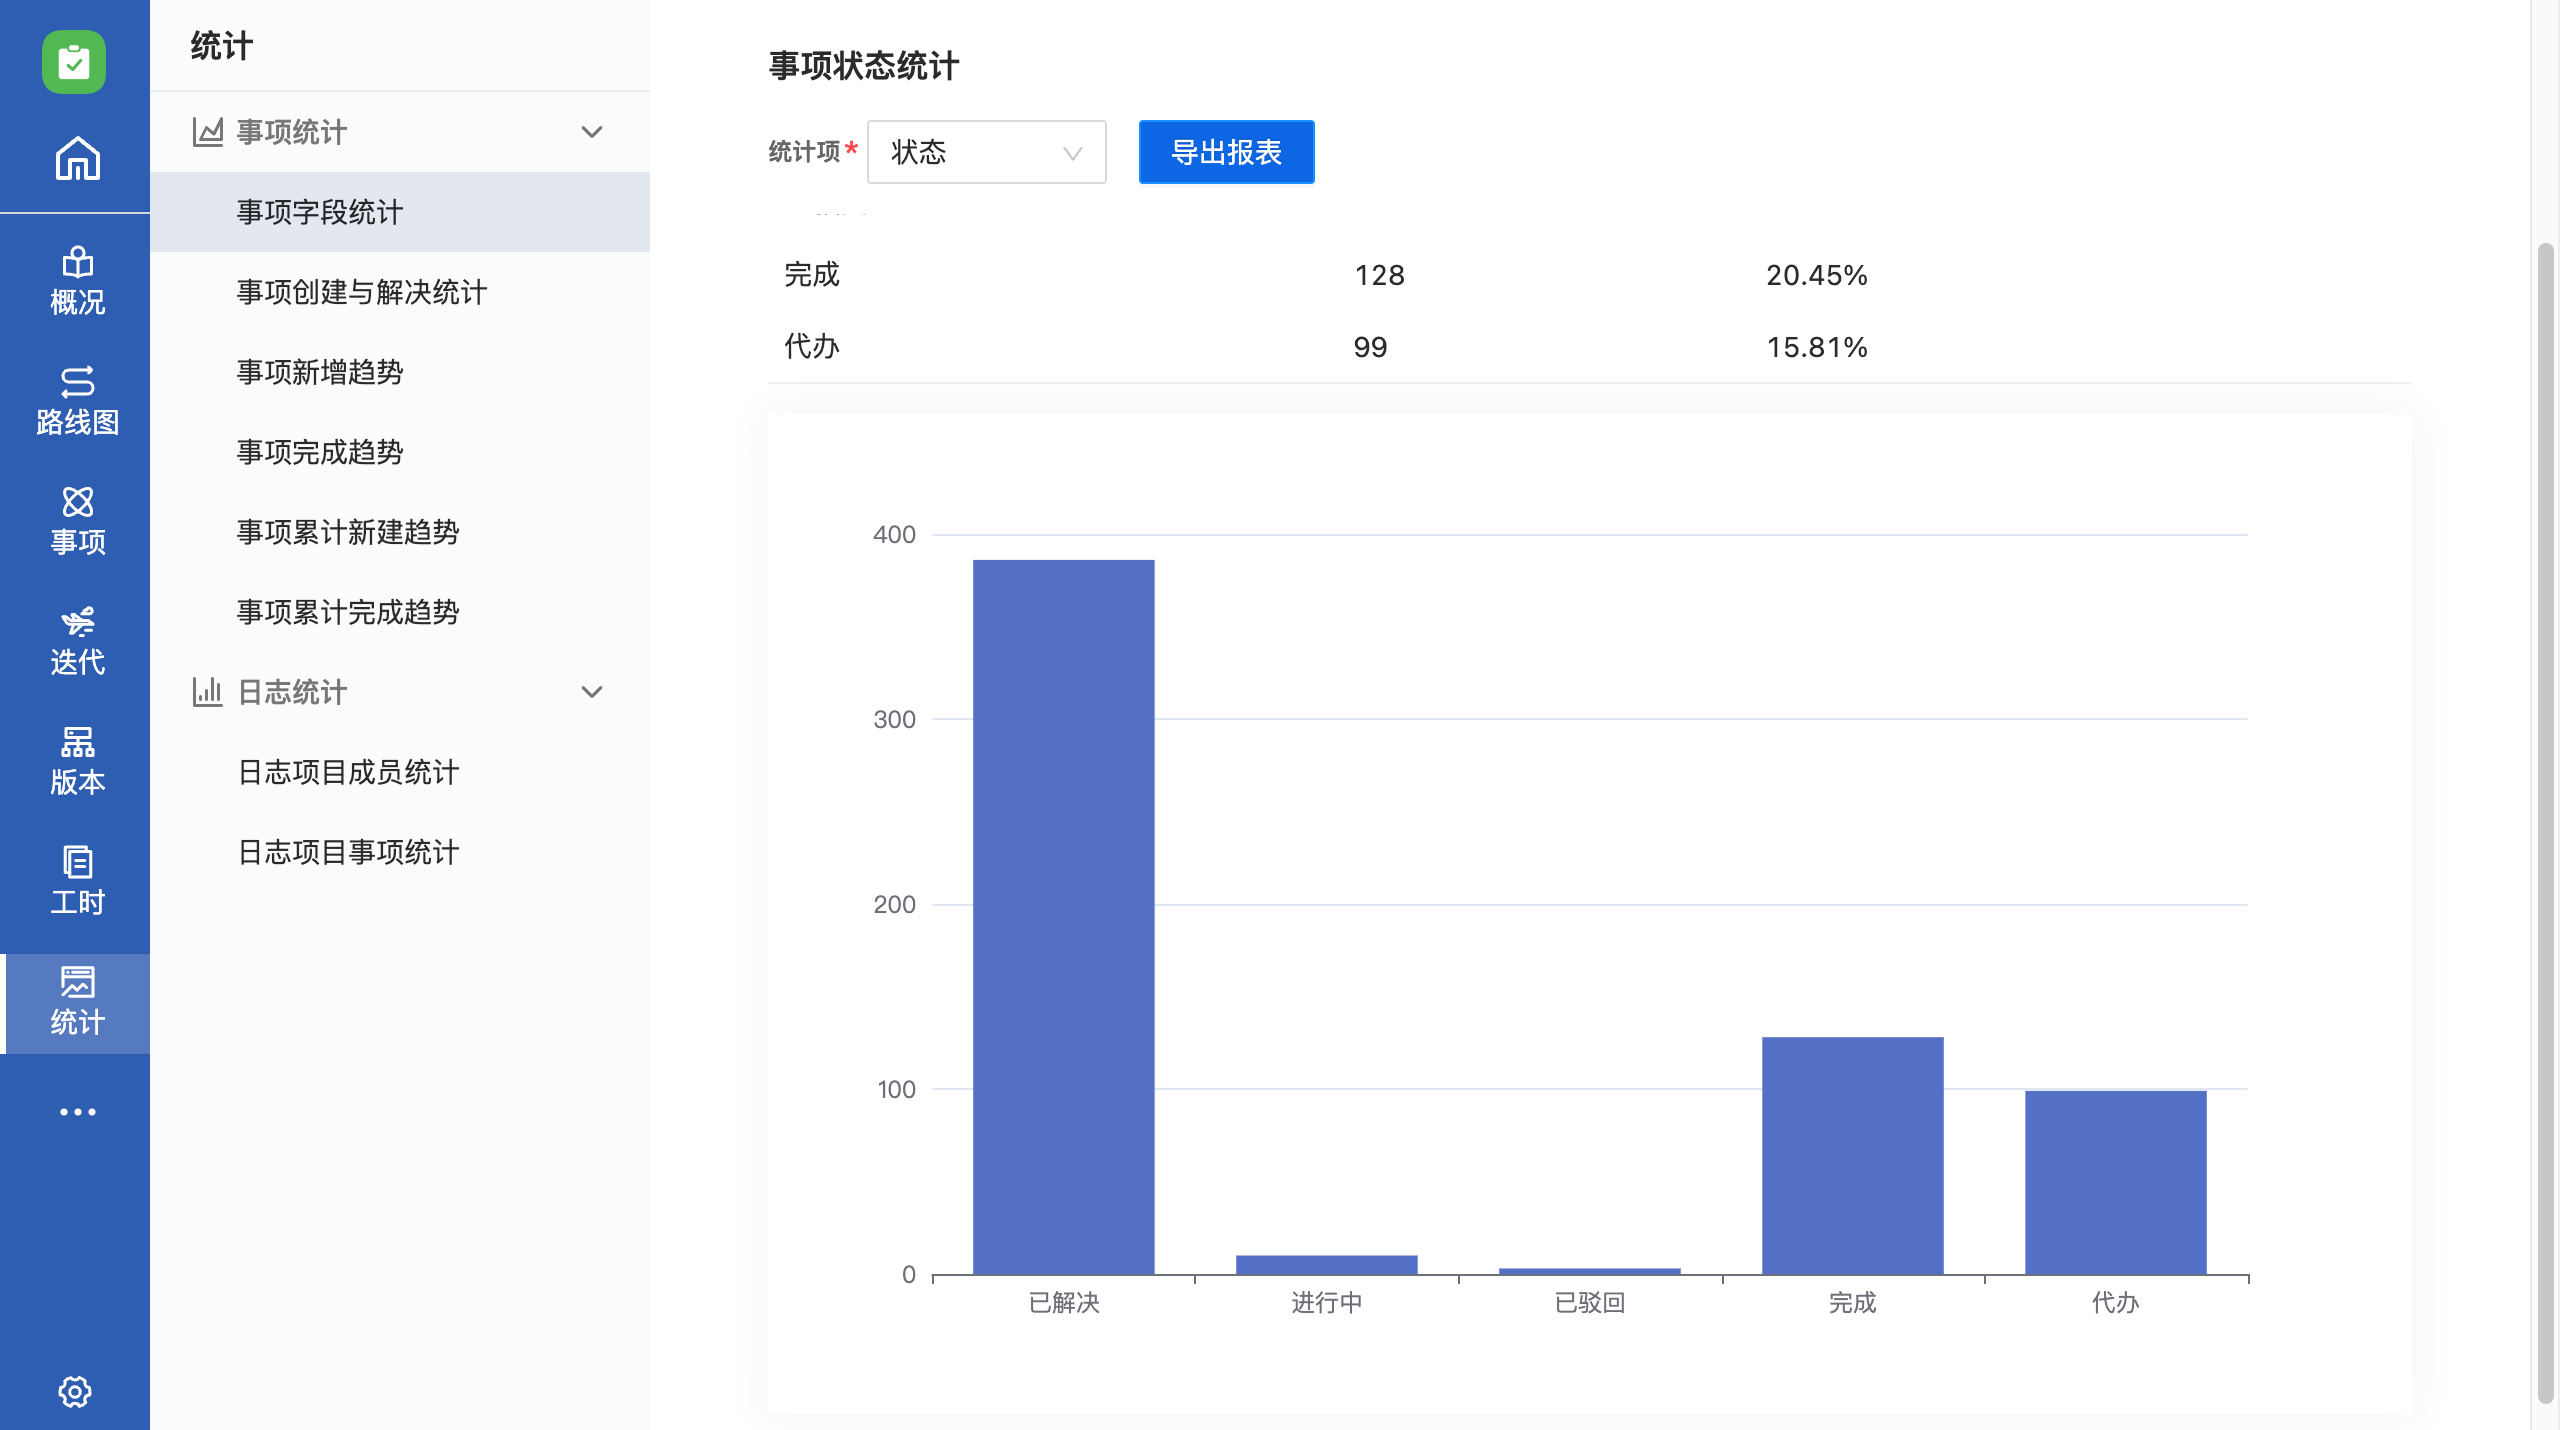 概况
路线图
事项
迭代
版本
工时
统计
统计
事项统计
事项字段统计
事项创建与解决统计
事项新增趋势
事项完成趋势
事项累计新建趋势
事项累计完成趋势
日志统计
日志项目成员统计
日志项目事项统计
事项状态统计
统计项* 状态 导出报表
完成 128 20.45%
代办 99 15.81%
400
300
200
100
0
已解决 进行中 已驳回 完成 代办